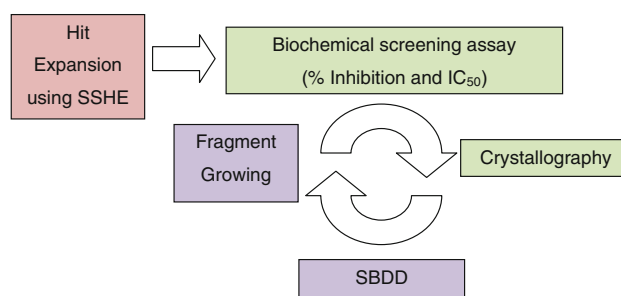 Hit
Expansion
using SSHE
Biochemical screening assay
(% Inhibition and IC₅₀)
Fragment
Growing
Crystallography
SBDD